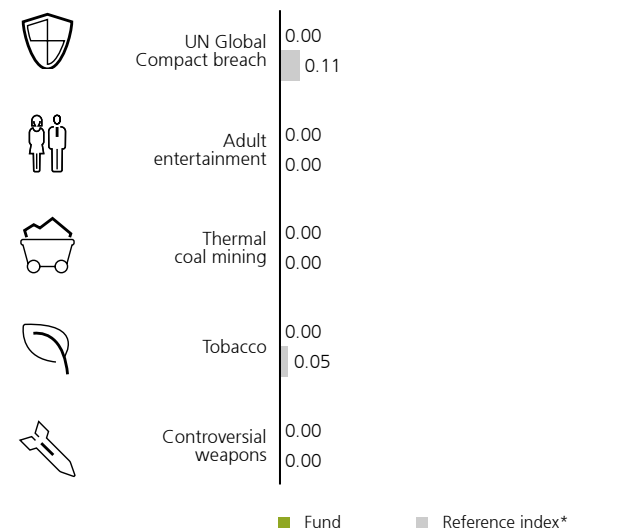 0.00
UN Global
Compact breach
0.11
0.00
Adult
entertainment
0.00
0.00
Thermal
coal mining
0.00
0.00
Tobacco
0.05
0.00
Controversial
weapons
0.00
Fund
Reference index*